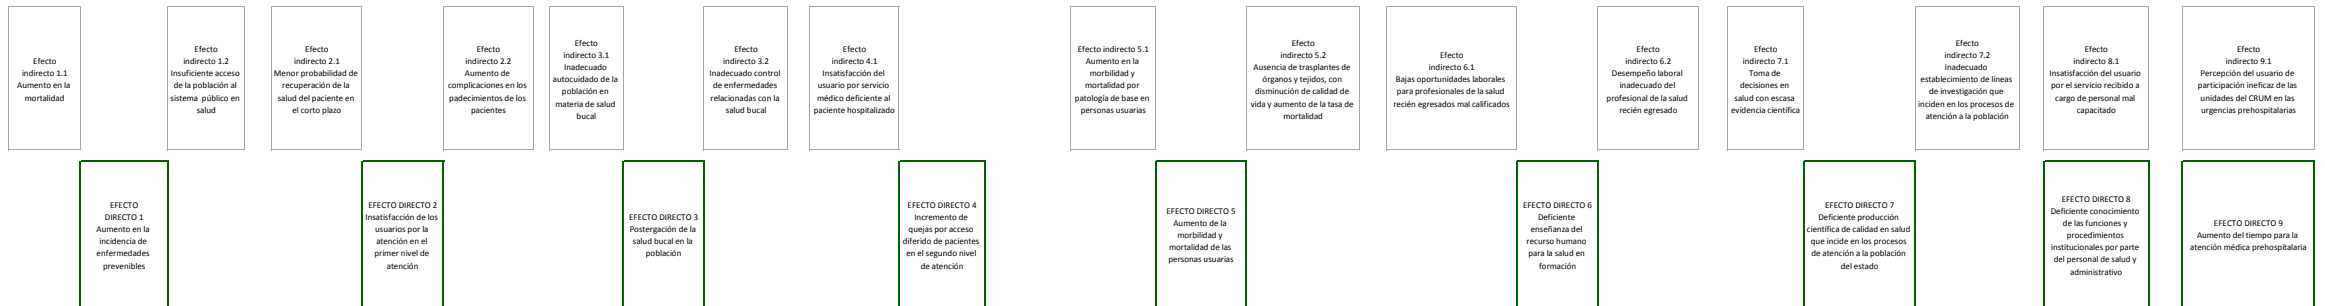 Efecto
indirecto 1.1
Aumento en la
mortalidad
Efecto
indirecto 1.2
Insuficiente acceso
de la población al
sistema público en
salud
Efecto
indirecto 2.1
Menor probabilidad de
recuperación de la
salud del paciente en
el corto plazo
Efecto
indirecto 2.2
Aumento de
complicaciones en los
padecimientos de los
pacientes
Efecto
indirecto 3.1
Inadecuado
autocuidado de la
población en
materia de salud
bucal
Efecto
indirecto 3.2
Inadecuado control
de enfermedades
relacionadas con la
salud bucal
Efecto
indirecto 4.1
Insatisfacción del
usuario por servicio
médico deficiente al
paciente hospitalizado
Efecto indirecto 5.1
Aumento en la
morbilidad y
mortalidad por
patología de base en
personas usuarias
Efecto
indirecto 5.2
Ausencia de trasplantes de
órganos y tejidos, con
disminución de calidad de
vida y aumento de la tasa de
mortalidad
Efecto
indirecto 6.1
Bajas oportunidades laborales
para profesionales de la salud
recién egresados mal calificados
Efecto
indirecto 6.2
Desempeño laboral
inadecuado del
profesional de la salud
recién egresado
Efecto
indirecto 7.1
Toma de
decisiones en
salud con escasa
evidencia científica
Efecto
indirecto 7.2
Inadecuado
establecimiento de líneas
de investigación que
inciden en los procesos de
atención a la población
Efecto
indirecto 8.1
Insatisfacción del usuario
por el servicio recibido a
cargo de personal mal
capacitado
Efecto
indirecto 9.1
Percepción del usuario de
participación ineficaz de las
unidades del CRUM en las
urgencias prehospitalarias
EFECTO
DIRECTO 1
Aumento en la
incidencia de
enfermedades
prevenibles
EFECTO DIRECTO 2
Insatisfacción de los
usuarios por la
atención en el
primer nivel de
atención
EFECTO DIRECTO 3
Postergación de la
salud bucal en la
población
EFECTO DIRECTO 4
Incremento de
quejas por acceso
diferido de pacientes
en el segundo nivel
de atención
EFECTO DIRECTO 5
Aumento de la
morbilidad y
mortalidad de las
personas usuarias
EFECTO DIRECTO 6
Deficiente
enseñanza del
recurso humano
para la salud en
formación
EFECTO DIRECTO 7
Deficiente producción
científica de calidad en salud
que incide en los procesos
de atención a la población
del estado
EFECTO DIRECTO 8
Deficiente conocimiento
de las funciones y
procedimientos
institucionales por parte
del personal de salud y
administrativo
EFECTO DIRECTO 9
Aumento del tiempo para la
atención médica prehospitalaria